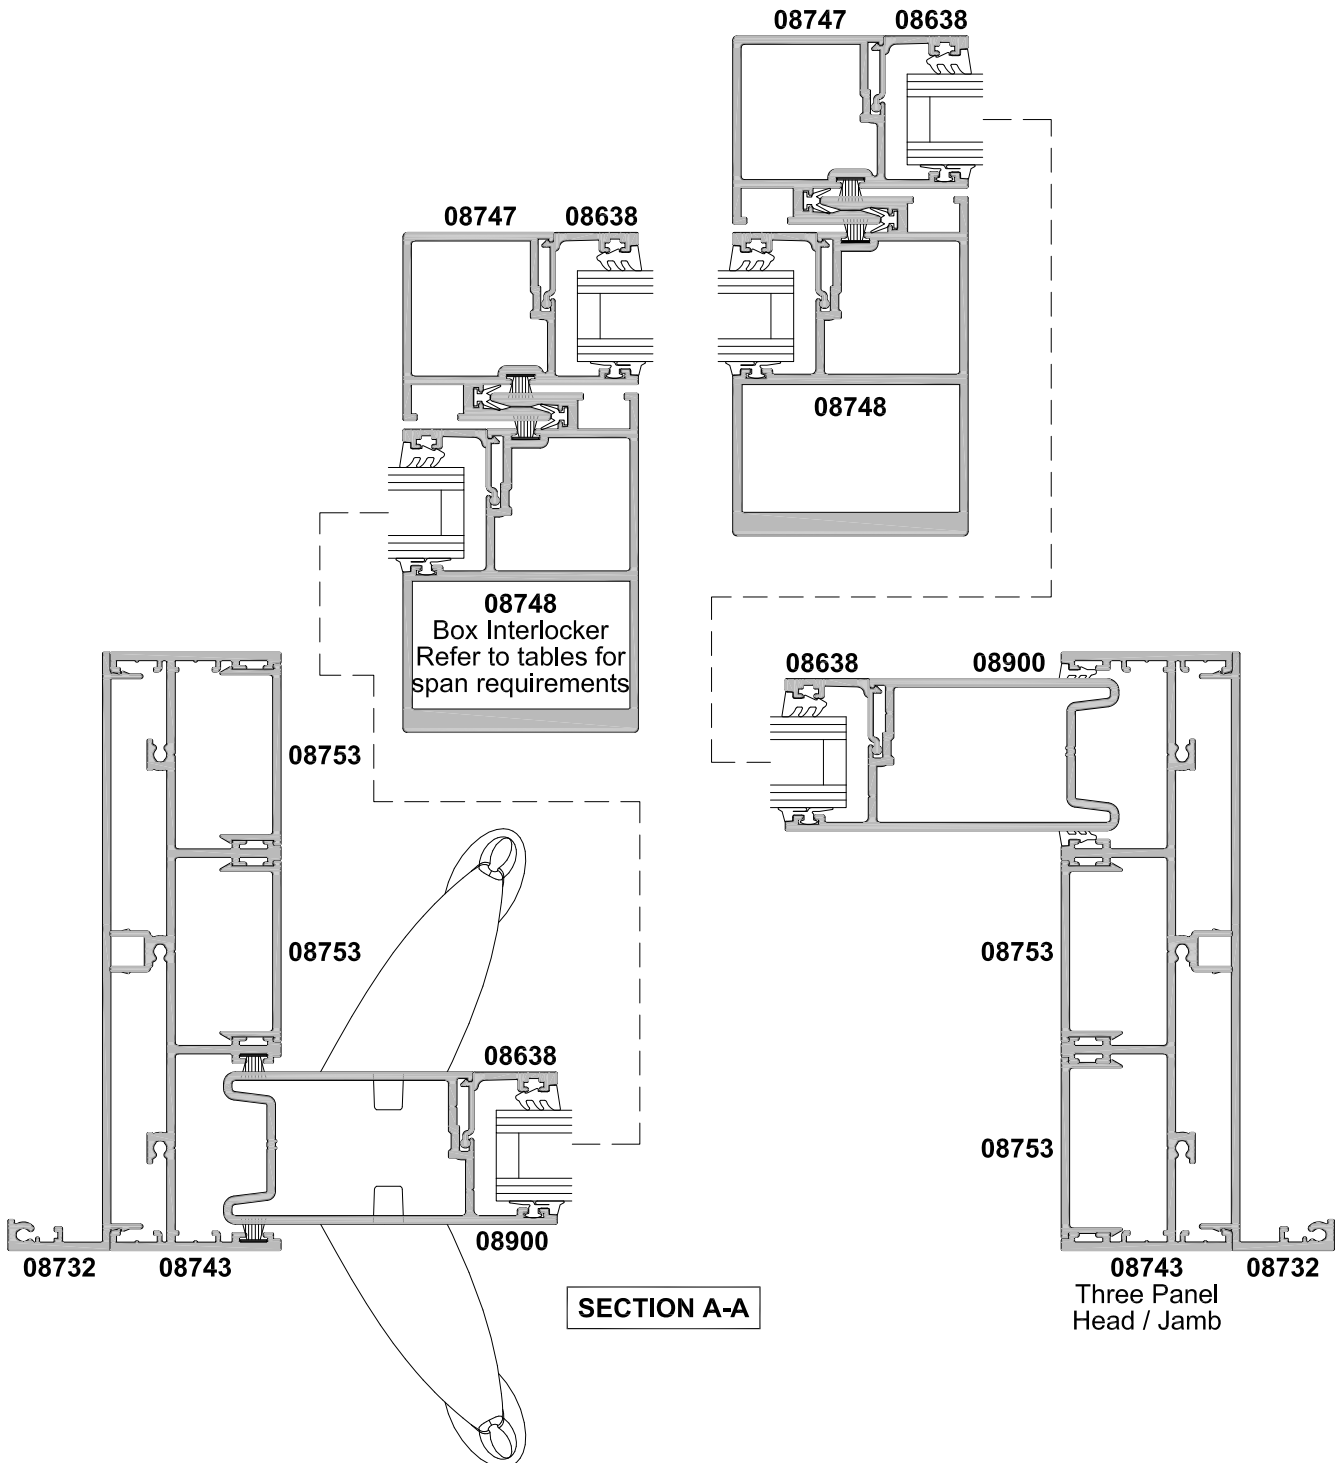 08747 08638
08747 08638
08748
08748
Box Interlocker
Refer to tables for
span requirements
08638 08900
08753
08753 08753
08638
08753
08900
08732 08743 08743 08732
Three Panel
Head / Jamb
SECTION A-A